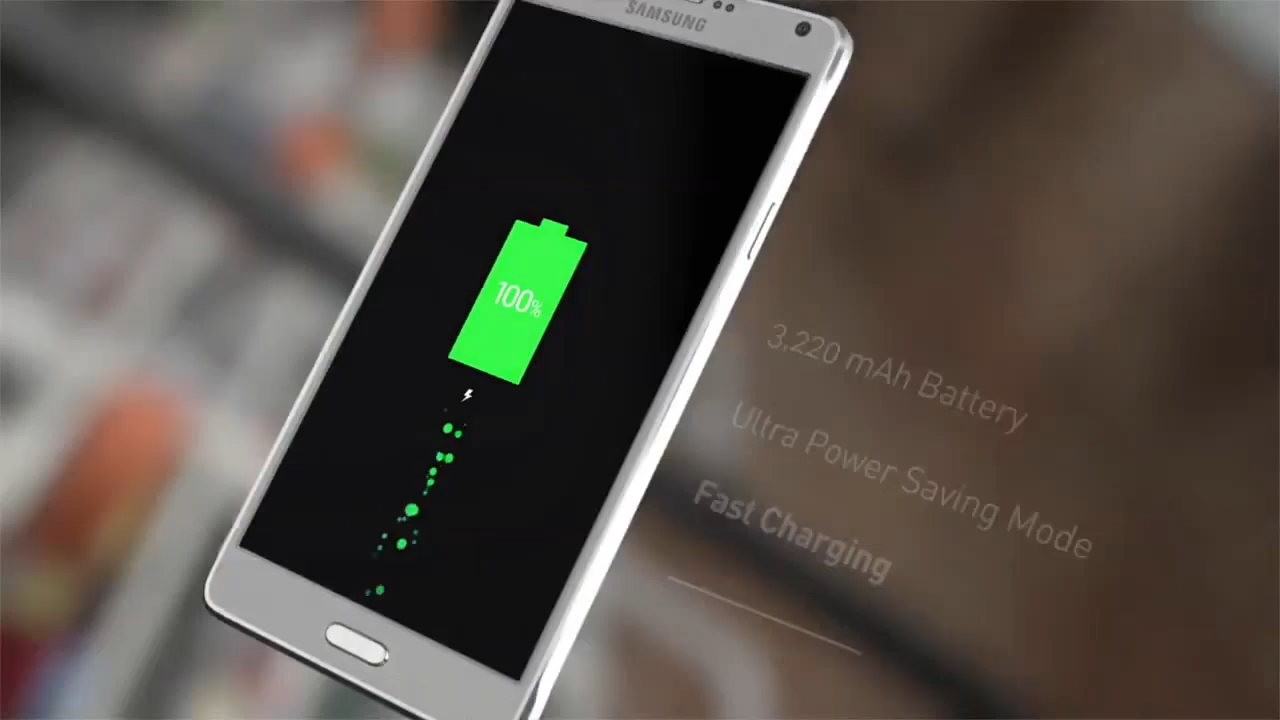 SAMSUNG
100%
3,220 mAh Battery
Ultra Power Saving Mode
Fast Charging